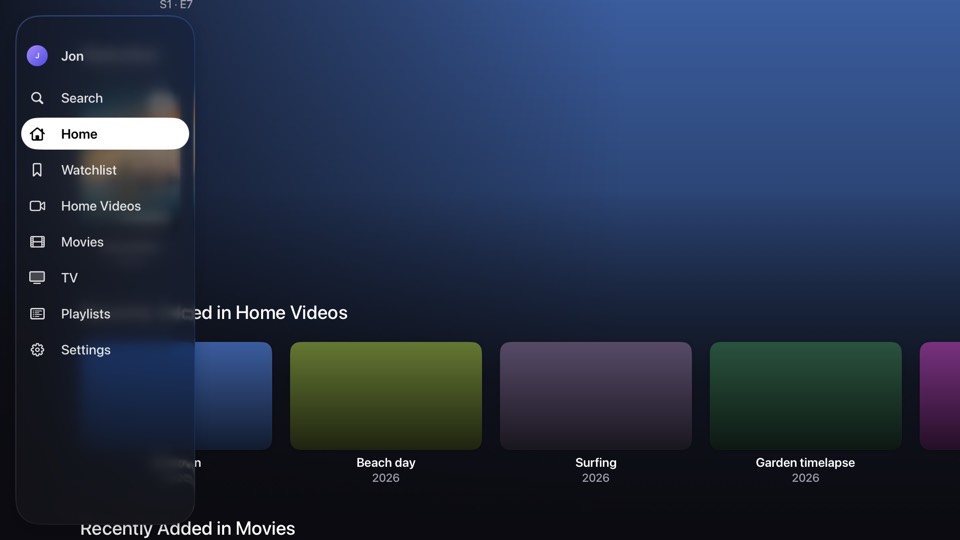 S1 · E7
J
Jon
Search
Home
Watchlist
Home Videos
Movies
TV
Playlists
Settings
in Home Videos
Beach day
2026
Surfing
2026
Garden timelapse
2026
Recently Added in Movies